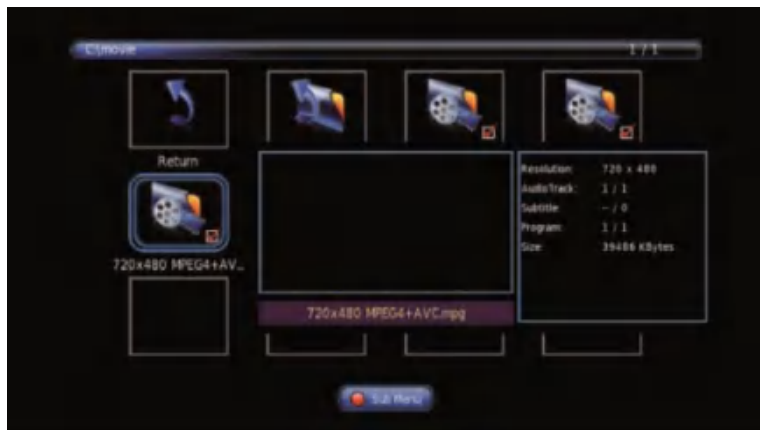 C:\movie 1 / 1
Return
720x480 MPEG4+AV...
Resolution: 720 x 480
AudioTrack: 1 / 1
Subtitle: - / 0
Program: 1 / 1
Size: 39486 KBytes
720x480 MPEG4+AVC.mpg
Sub Menu